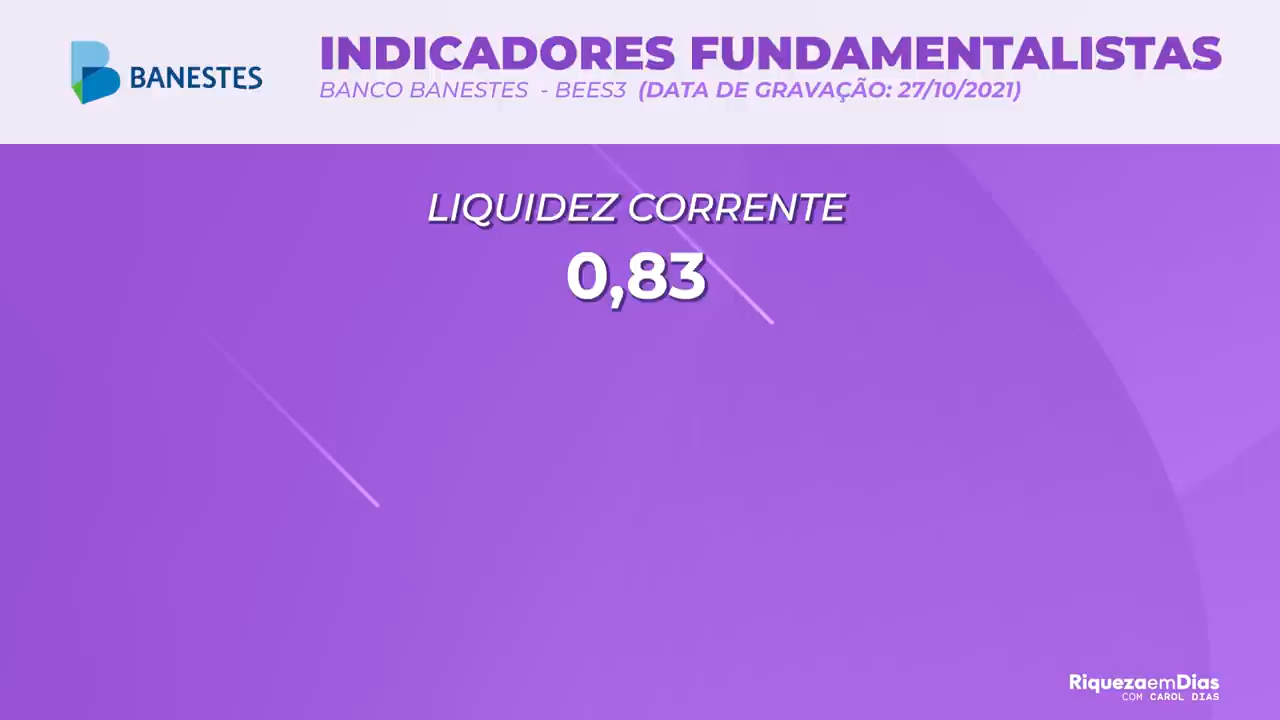 BANESTES
INDICADORES FUNDAMENTALISTAS
BANCO BANESTES - BEES3 (DATA DE GRAVAÇÃO: 27/10/2021)
LIQUIDEZ CORRENTE
0,83
RiquezaemDias
COM CAROL DIAS